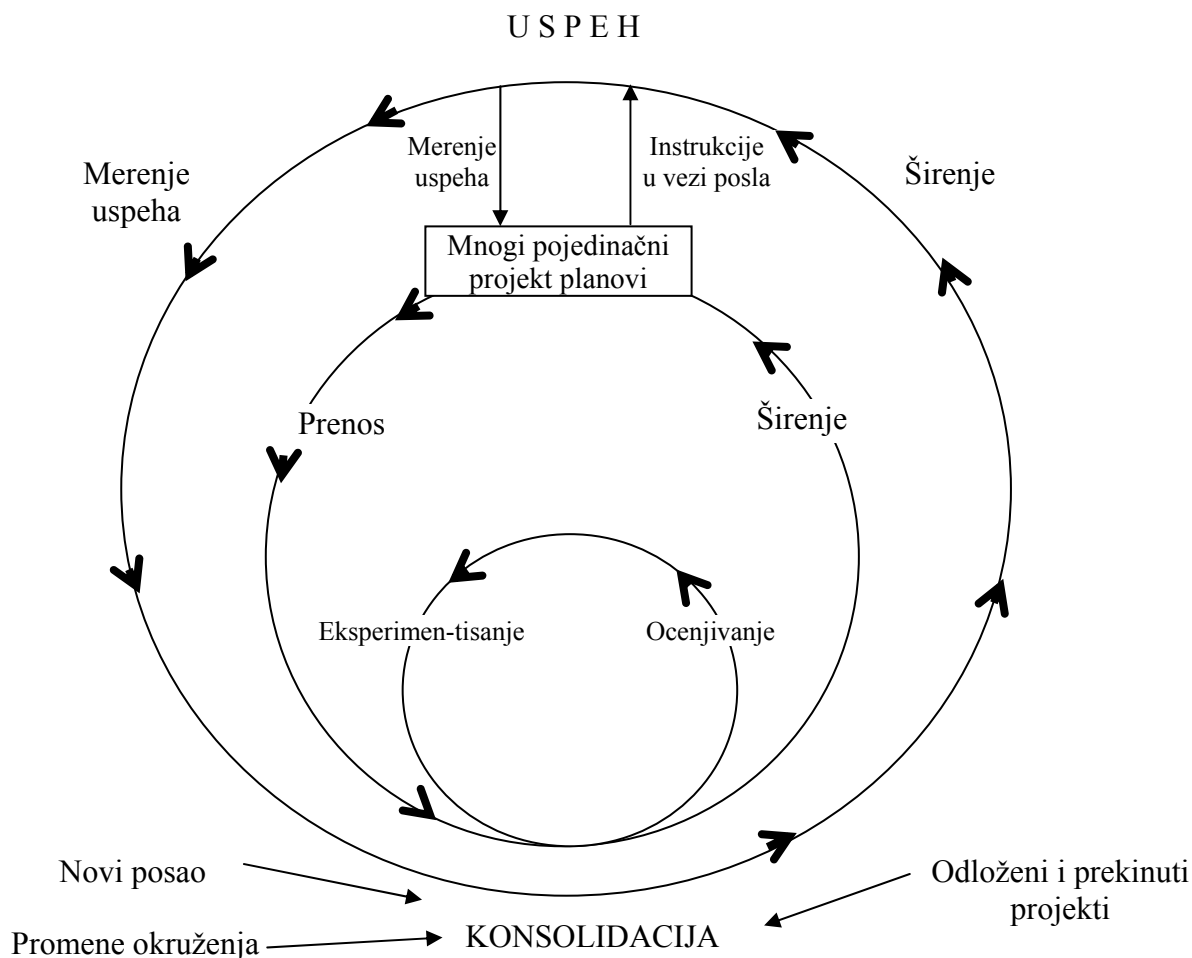 U S P E H
Merenje
uspeha
Instrukcije
u vezi posla
Merenje
uspeha
Širenje
Mnogi pojedinačni
projekt planovi
Prenos
Širenje
Eksperimen-tisanje
Ocenjivanje
Novi posao
Odloženi i prekinuti
projekti
Promene okruženja
KONSOLIDACIJA